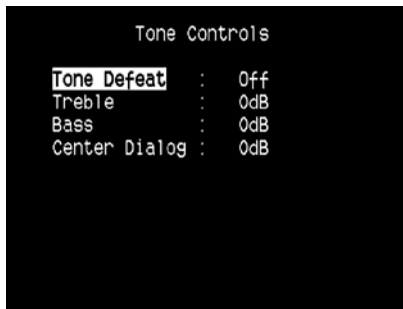 Tone Controls
Tone Defeat : Off
Treble : 0dB
Bass : 0dB
Center Dialog : 0dB